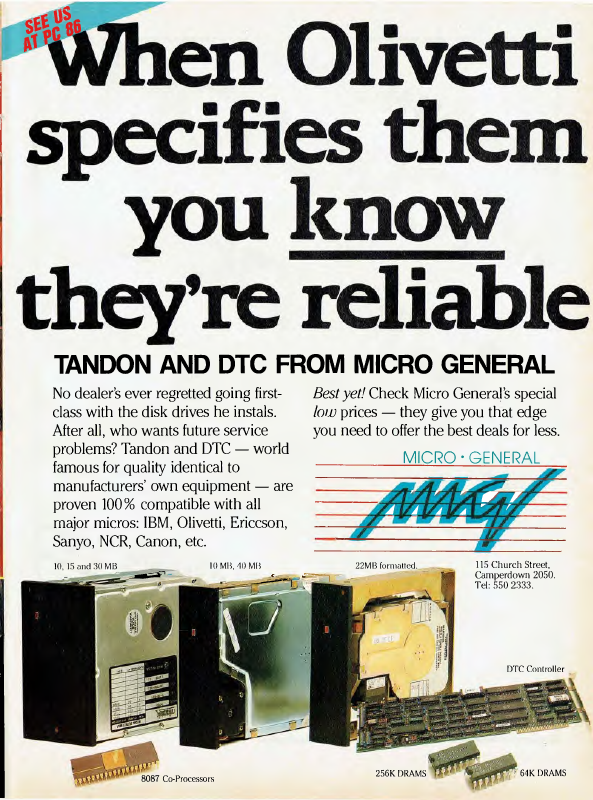 SEE US
AT PC 86
When Olivetti
specifies them
you know
they're reliable
TANDON AND DTC FROM MICRO GENERAL
No dealer's ever regretted going first-
class with the disk drives he instals.
After all, who wants future service
problems? Tandon and DTC — world
famous for quality identical to
manufacturers' own equipment — are
proven 100% compatible with all
major micros: IBM, Olivetti, Ericcson,
Sanyo, NCR, Canon, etc.
Best yet! Check Micro General's special
low prices — they give you that edge
you need to offer the best deals for less.
MICRO · GENERAL
115 Church Street,
Camperdown 2050.
Tel: 550 2333.
10, 15 and 30 MB
10 MB, 40 MB
22MB formatted.
DTC Controller
8087 Co-Processors
256K DRAMS
64K DRAMS